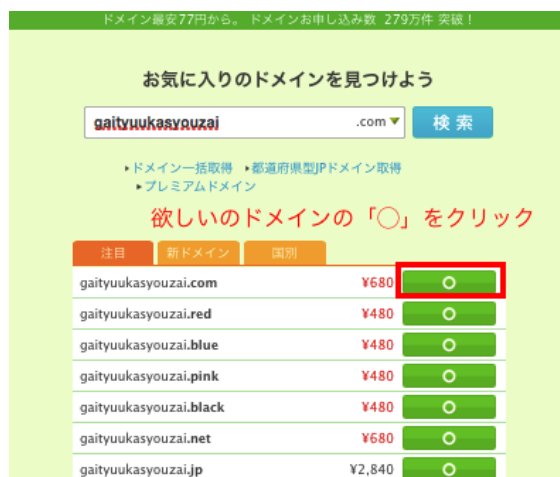 ドメイン最安77円から。 ドメインお申し込み数 279万件 突破！
お気に入りのドメインを見つけよう
gaityuukasyouzai .com▼ 検索
▸ドメイン一括取得 ▸都道府県型JPドメイン取得
▸プレミアムドメイン
欲しいのドメインの「○」をクリック
注目 新ドメイン 国別
gaityuukasyouzai.com ¥680 ○
gaityuukasyouzai.red ¥480 ○
gaityuukasyouzai.blue ¥480 ○
gaityuukasyouzai.pink ¥480 ○
gaityuukasyouzai.black ¥480 ○
gaityuukasyouzai.net ¥680 ○
gaityuukasyouzai.jp ¥2,840 ○